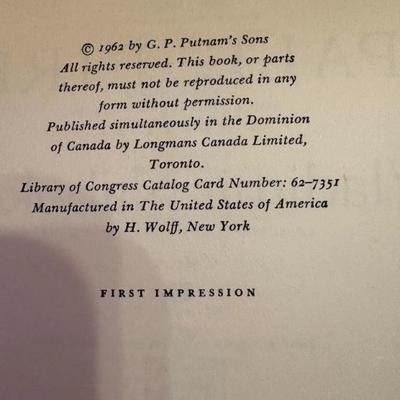 © 1962 by G. P. Putnam's Sons
All rights reserved. This book, or parts
thereof, must not be reproduced in any
form without permission.
Published simultaneously in the Dominion
of Canada by Longmans Canada Limited,
Toronto.
Library of Congress Catalog Card Number: 62–7351
Manufactured in The United States of America
by H. Wolff, New York
FIRST IMPRESSION